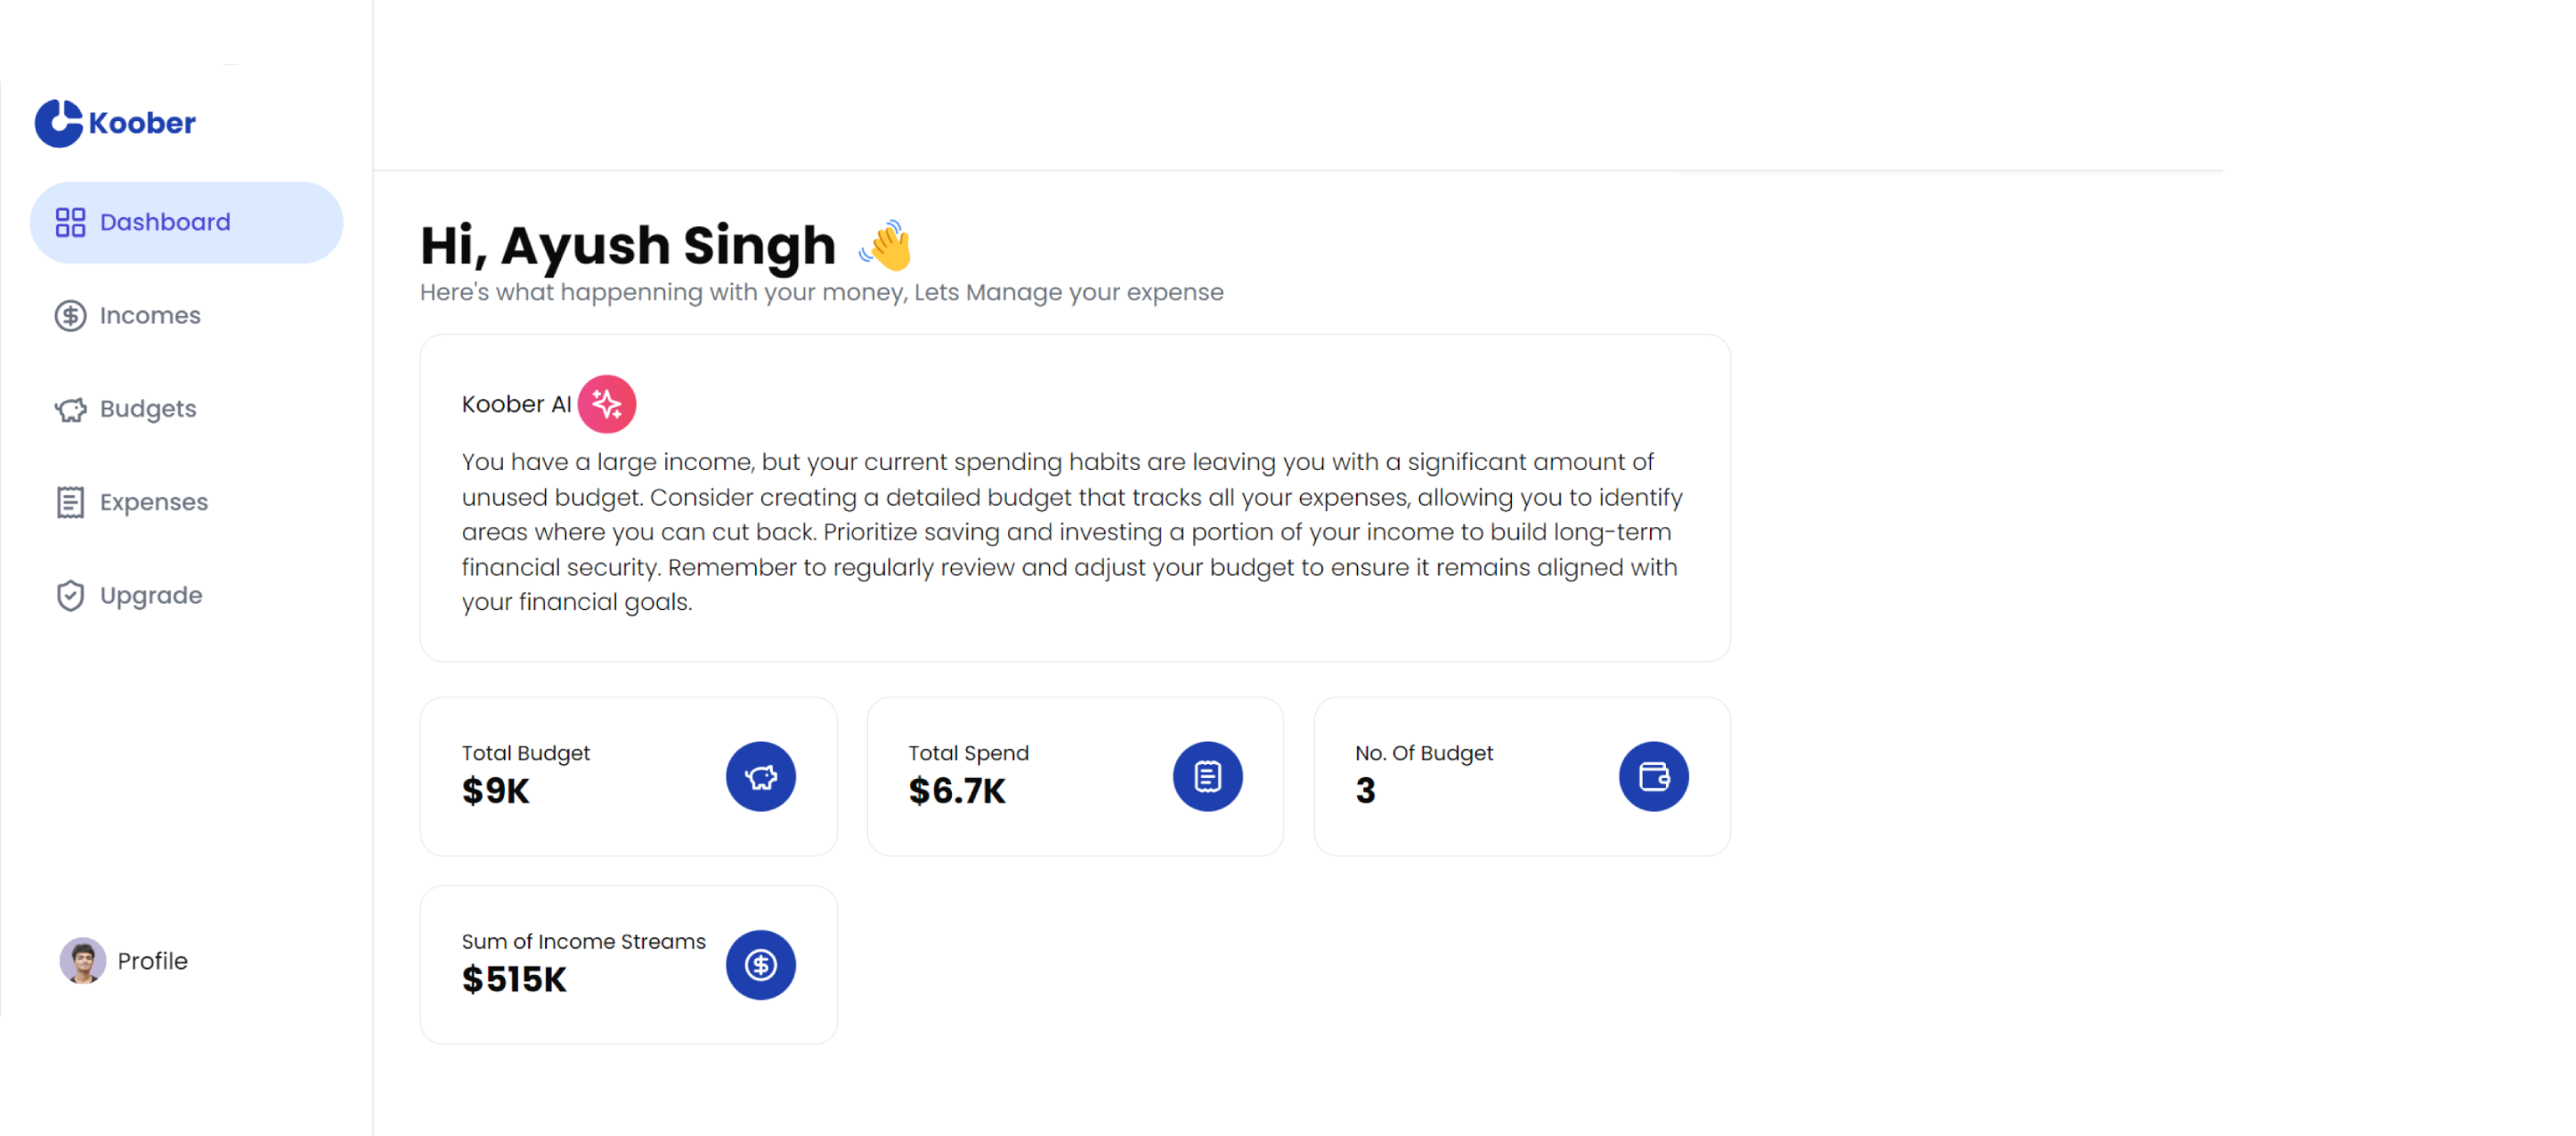 Koober
Dashboard
Incomes
Budgets
Expenses
Upgrade
Profile
Hi, Ayush Singh 👋
Here's what happenning with your money, Lets Manage your expense
Koober AI
You have a large income, but your current spending habits are leaving you with a significant amount of
unused budget. Consider creating a detailed budget that tracks all your expenses, allowing you to identify
areas where you can cut back. Prioritize saving and investing a portion of your income to build long-term
financial security. Remember to regularly review and adjust your budget to ensure it remains aligned with
your financial goals.
Total Budget
$9K
Total Spend
$6.7K
No. Of Budget
3
Sum of Income Streams
$515K